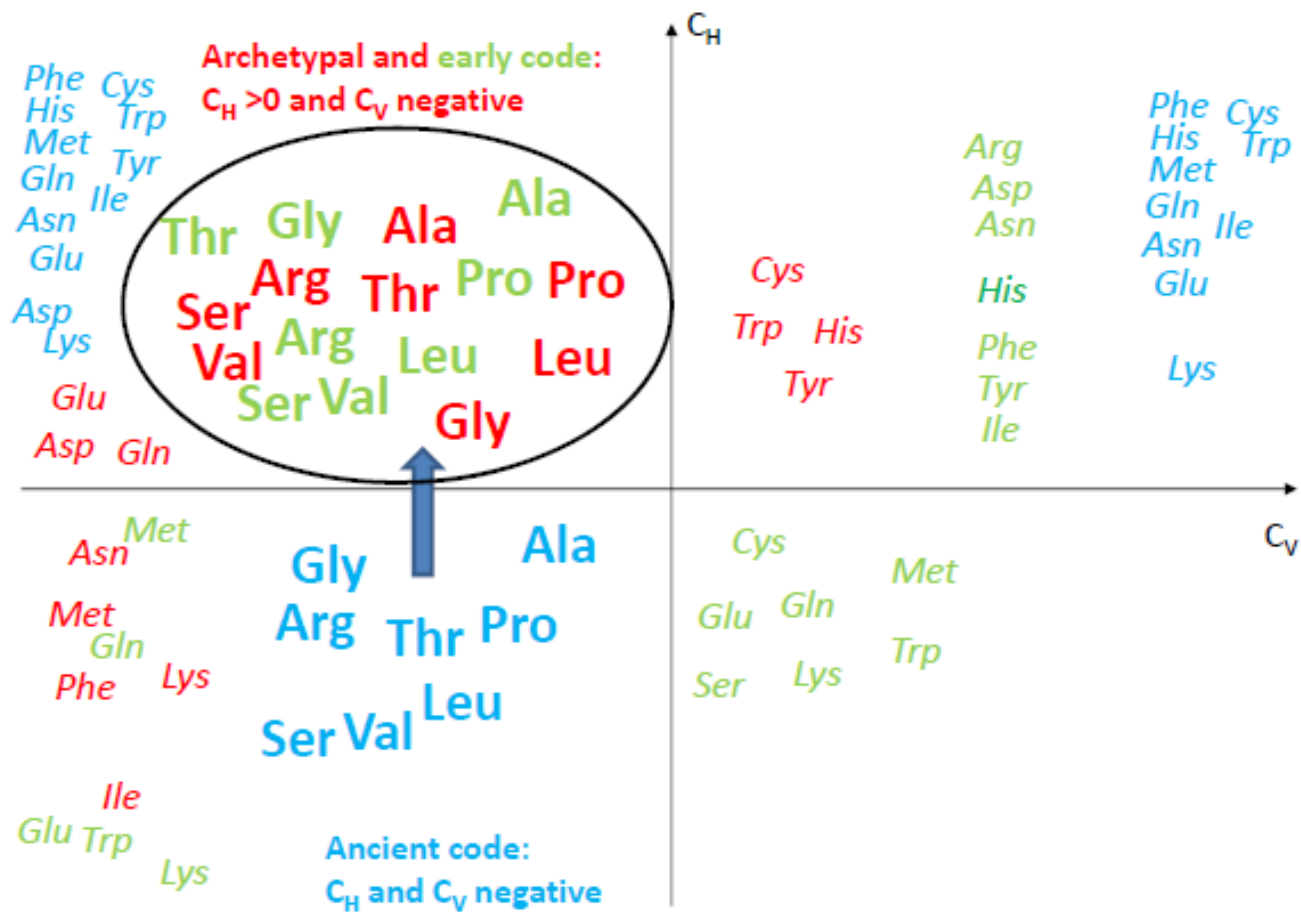 C_H
Archetypal and early code:
C_H >0 and C_V negative
Phe Cys
His Trp
Met Tyr
Gln Ile
Asn
Glu
Asp
Lys
Glu
Asp Gln
Thr Gly Ala Ala
Ser Arg Thr Pro Pro
Val Arg Leu Leu
Ser Val Gly
Cys
Trp His
Tyr
Arg
Asp
Asn
His
Phe
Tyr
Ile
Phe Cys
His Trp
Met
Gln Ile
Asn
Glu
Lys
C_V
Met
Asn
Met
Gln
Phe Lys
Ile
Glu Trp
Lys
Gly Ala
Arg Thr Pro
Leu
Ser Val
Ancient code:
C_H and C_V negative
Cys Met
Glu Gln
Trp
Ser Lys